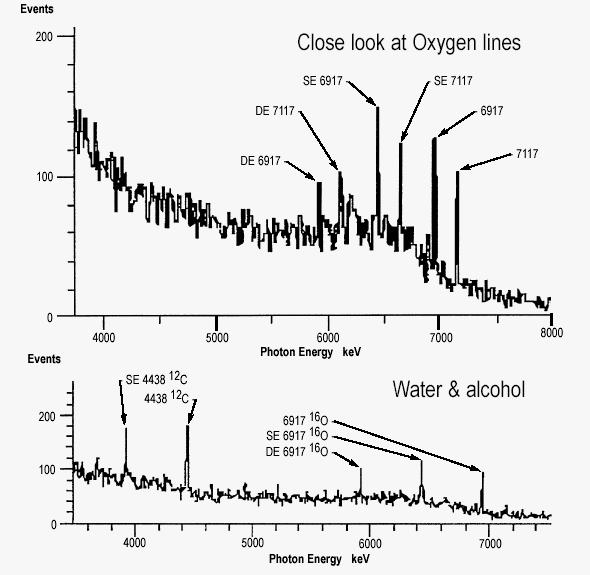 Events
200
Close look at Oxygen lines
SE 6917
SE 7117
DE 7117
6917
7117
DE 6917
100
0
4000 5000 6000 7000 8000
Photon Energy keV
Events
SE 4438 12C
Water & alcohol
4438 12C
200
6917 16O
SE 6917 16O
DE 6917 16O
100
0
4000 5000 6000 7000
Photon Energy keV